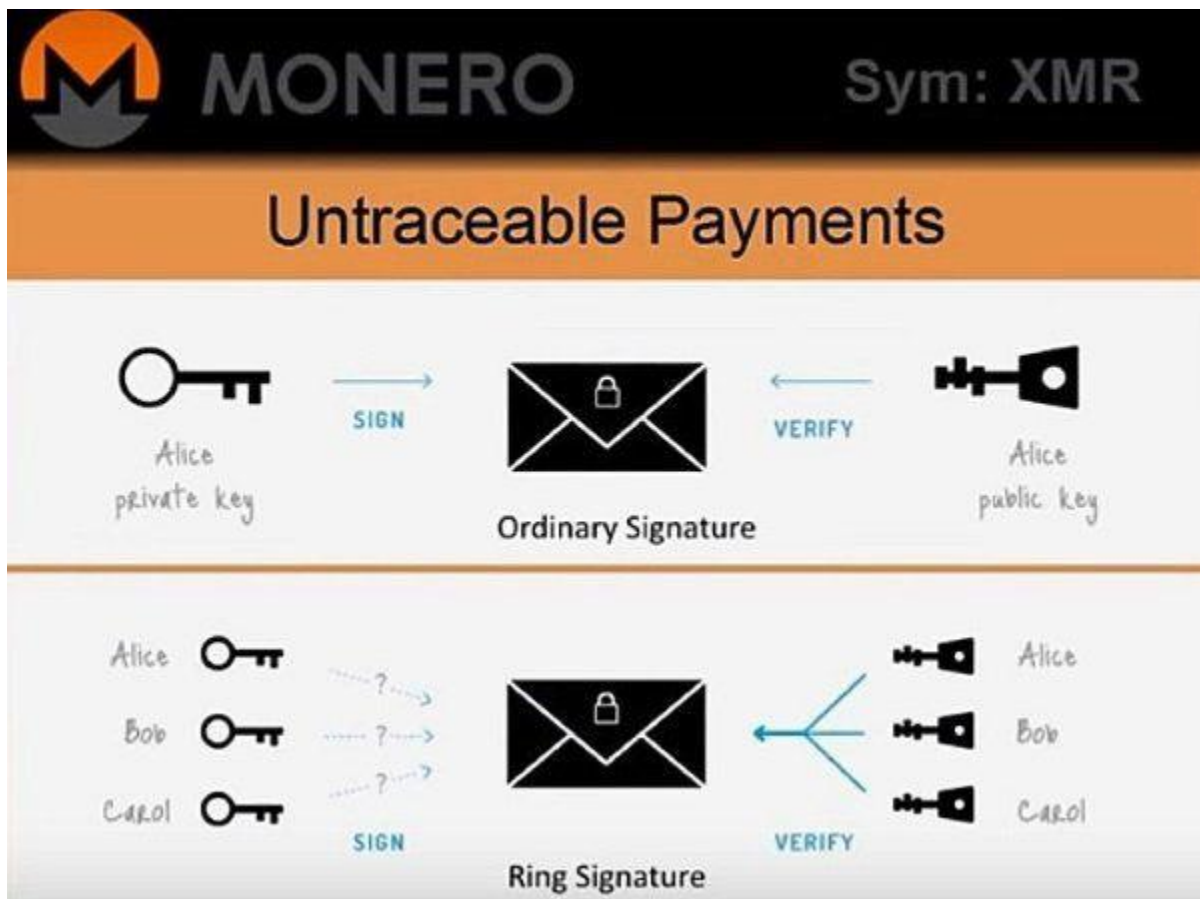 MONERO Sym: XMR
Untraceable Payments
SIGN
VERIFY
Alice
private key
Alice
public key
Ordinary Signature
Alice ? Alice
Bob ? Bob
Carol ? Carol
SIGN
VERIFY
Ring Signature